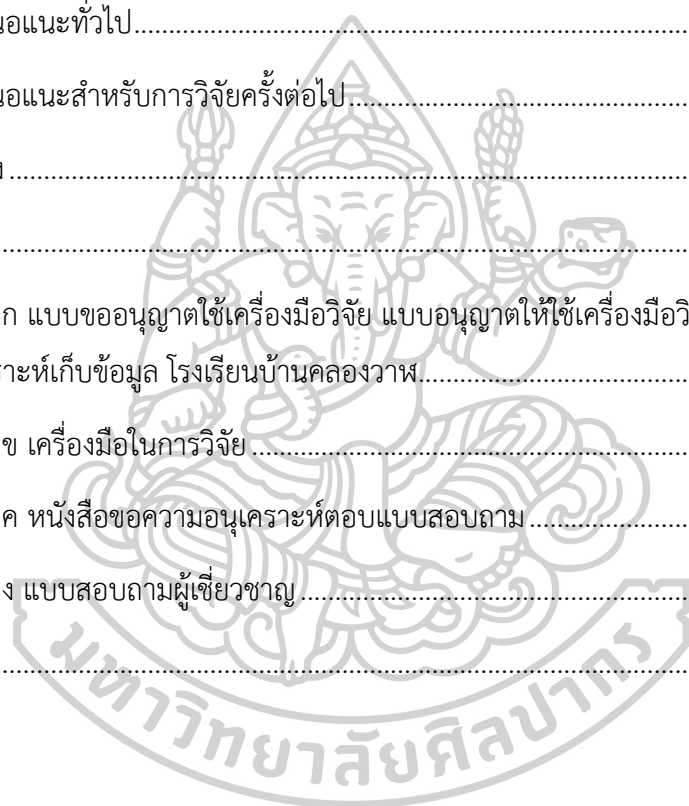 นอแนะทั่วไป
นอแนะสำหรับการวิจัยครั้งต่อไป
ง
ก แบบขออนุญาตใช้เครื่องมือวิจัย แบบอนุญาตให้ใช้เครื่องมือวิ
ราะห์เก็บข้อมูล โรงเรียนบ้านคลองวาฬ
ข เครื่องมือในการวิจัย
ค หนังสือขอความอนุเคราะห์ตอบแบบสอบถาม
ง แบบสอบถามผู้เชี่ยวชาญ
มหาวิทยาลัยศิลปากร